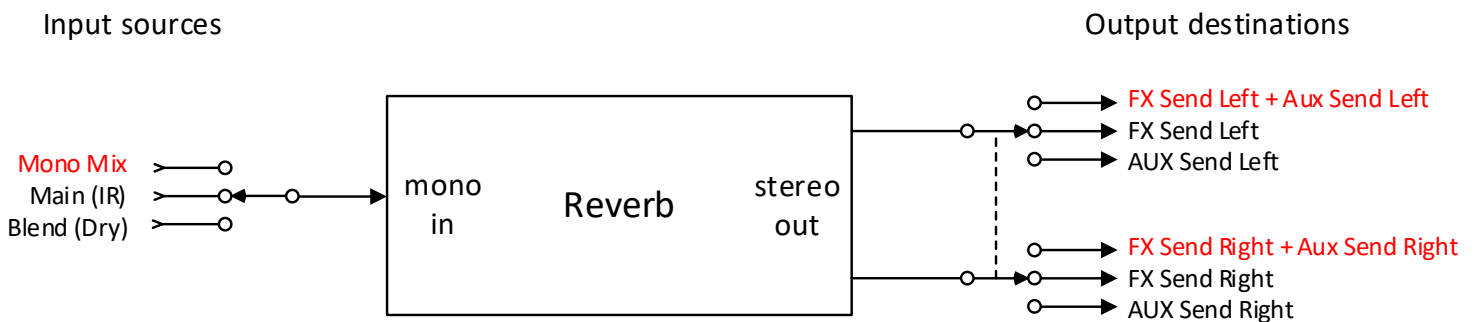 Input sources
Output destinations
Mono Mix
Main (IR)
Blend (Dry)
mono
in
Reverb
stereo
out
FX Send Left + Aux Send Left
FX Send Left
AUX Send Left
FX Send Right + Aux Send Right
FX Send Right
AUX Send Right